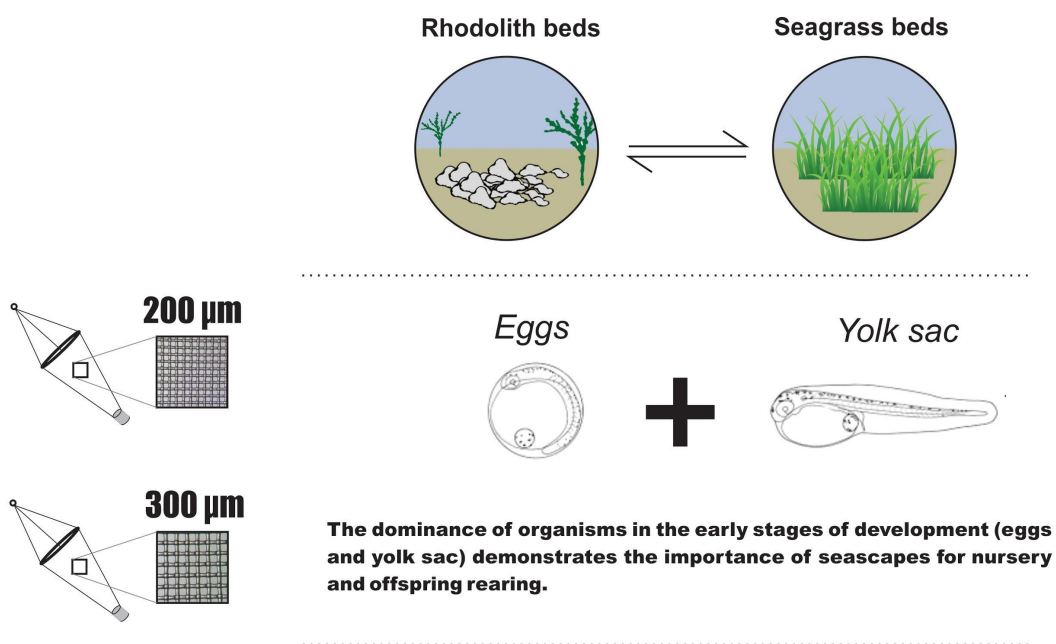 Rhodolith beds
Seagrass beds
200 µm
Eggs
Yolk sac
300 µm
The dominance of organisms in the early stages of development (eggs
and yolk sac) demonstrates the importance of seascapes for nursery
and offspring rearing.